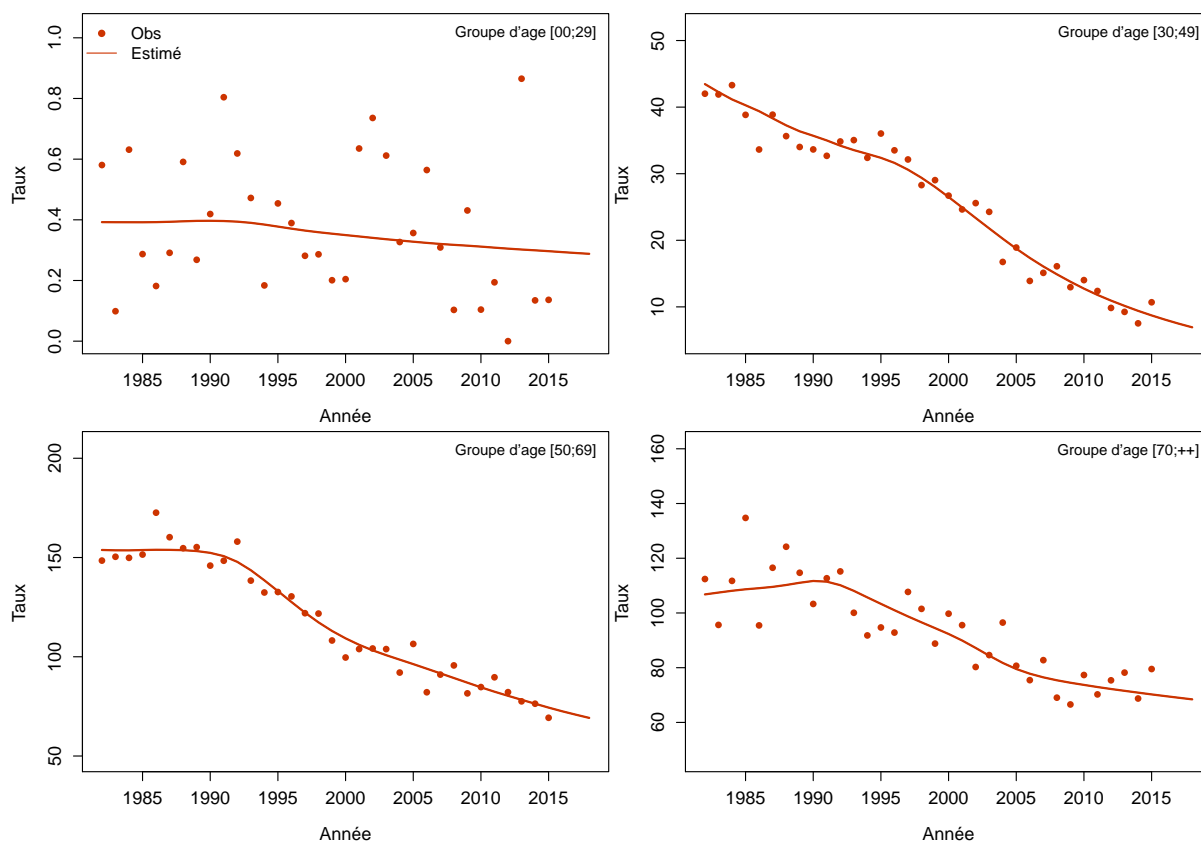 Groupe d'age [00;29]
Obs
Estimé
Taux
0.0 0.2 0.4 0.6 0.8 1.0
1985 1990 1995 2000 2005 2010 2015
Année
Groupe d'age [30;49]
Taux
10 20 30 40 50
1985 1990 1995 2000 2005 2010 2015
Année
Groupe d'age [50;69]
Taux
50 100 150 200
1985 1990 1995 2000 2005 2010 2015
Année
Groupe d'age [70;++]
Taux
60 80 100 120 140 160
1985 1990 1995 2000 2005 2010 2015
Année